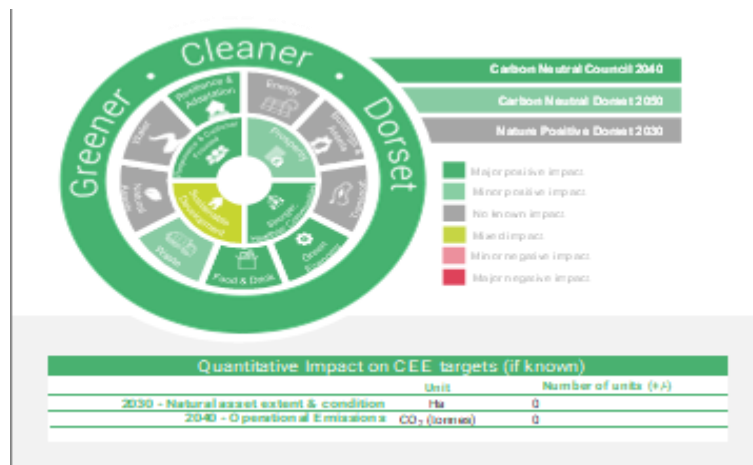 Greener • Cleaner • Dorset
Resilience & Adaptation
Energy
Buildings & Assets
Transport
Green Economy
Food & Drink
Waste
Natural Assets
Water
Prosperity
Stronger, Healthier Communities
Sustainable Development
Carbon Neutral Council 2040
Carbon Neutral Dorset 2050
Nature Positive Dorset 2030
Major positive impact
Minor positive impact
No known impact
Mixed impact
Minor negative impact
Major negative impact
Quantitative Impact on CEE targets (if known)
Unit Number of units (+/-)
2030 - Natural asset extent & condition Ha 0
2040 - Operational Emissions CO₂ (tonnes) 0